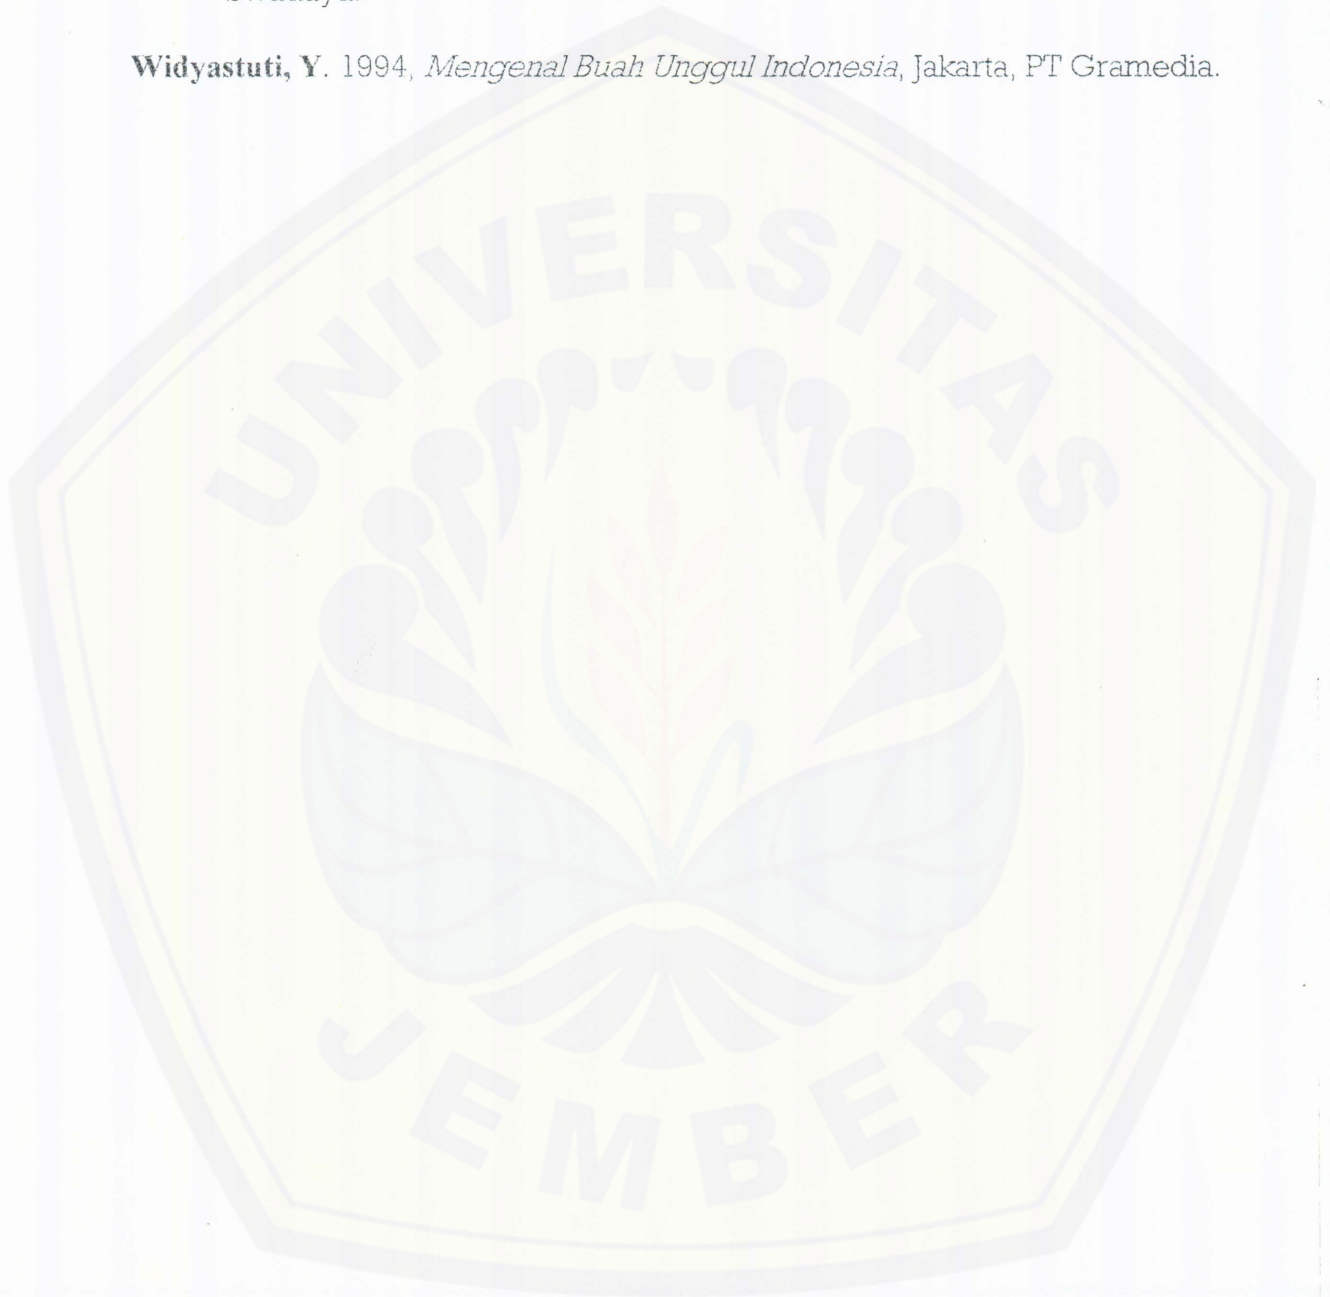 Widyastuti, Y. 1994, Mengenal Buah Unggul Indonesia, Jakarta, PT Gramedia.
UNIVERSITAS
JEMBER